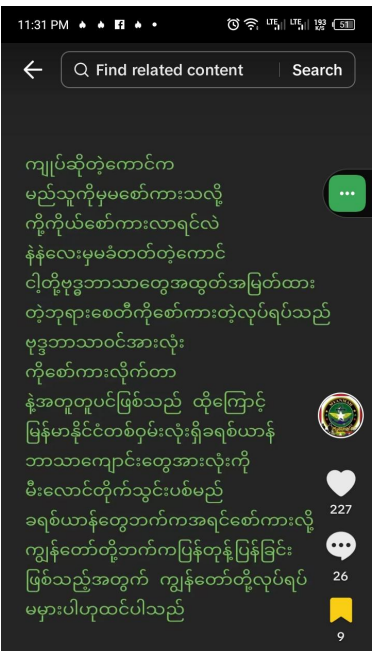 11:31 PM
LTE LTE 193 K/S 51
Find related content | Search
ကျုပ်ဆိုတဲ့ကောင်က
မည်သူကိုမှမစော်ကားသလို့
ကို့ကိုယ်စော်ကားလာရင်လဲ
နဲနဲလေးမှမခံတတ်တဲ့ကောင်
ငါ့တို့ဗုဒ္ဓဘာသာတွေအထွတ်အမြတ်ထား
တဲ့ဘုရားစေတီကိုစော်ကားတဲ့လုပ်ရပ်သည်
ဗုဒ္ဒဘာသာဝင်အားလုံး
ကိုစော်ကားလိုက်တာ
နဲ့အတူတူပင်ဖြစ်သည် ထို့ကြောင့်
မြန်မာနိုင်ငံတစ်ဝှမ်းလုံးရှိခရစ်ယာန်
ဘာသာကျောင်းတွေအားလုံးကို
မီးလောင်တိုက်သွင်းပစ်မည်
ခရစ်ယာန်တွေဘက်ကအရင်စော်ကားလို့
ကျွန်တော်တို့ဘက်ကပြန်တုန့်ပြန်ခြင်း
ဖြစ်သည့်အတွက် ကျွန်တော်တို့လုပ်ရပ်
မမှားပါဟုထင်ပါသည်
227
26
9